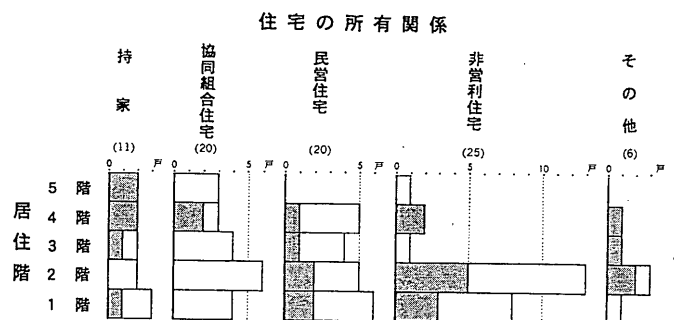 住宅の所有関係
持家
協同組合住宅
民営住宅
非営利住宅
その他
(11)
(20)
(20)
(25)
(6)
0 戸
0 5 戸
0 5 戸
0 5 10 戸
0 戸
居住階
5 階
4 階
3 階
2 階
1 階